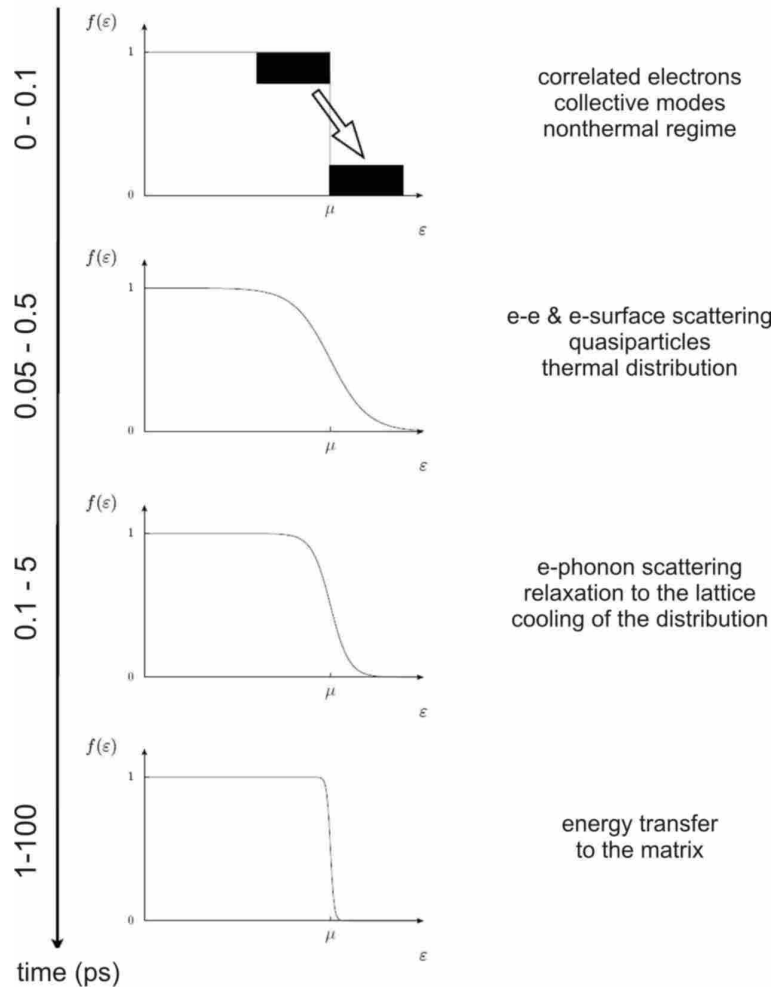 0 - 0.1
f(ε)
1
0
μ
ε
correlated electrons
collective modes
nonthermal regime
0.05 - 0.5
f(ε)
1
0
μ
ε
e-e & e-surface scattering
quasiparticles
thermal distribution
0.1 - 5
f(ε)
1
0
μ
ε
e-phonon scattering
relaxation to the lattice
cooling of the distribution
1-100
f(ε)
1
0
μ
ε
energy transfer
to the matrix
time (ps)